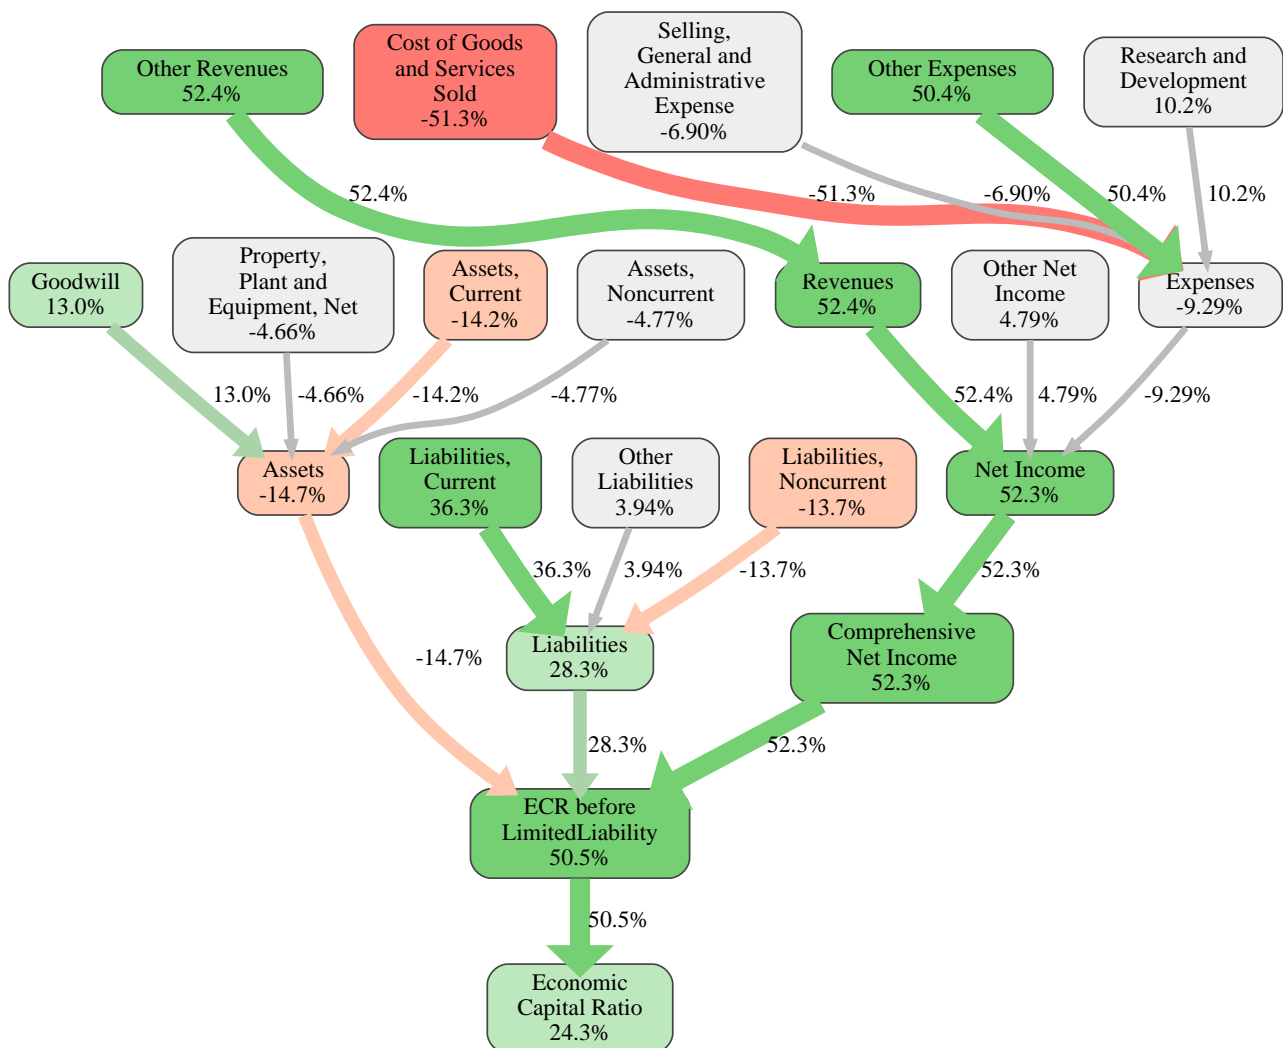 Other Revenues
52.4%
Cost of Goods
and Services
Sold
-51.3%
Selling,
General and
Administrative
Expense
-6.90%
Other Expenses
50.4%
Research and
Development
10.2%
52.4%
-51.3%
-6.90%
50.4%
10.2%
Goodwill
13.0%
Property,
Plant and
Equipment, Net
-4.66%
Assets,
Current
-14.2%
Assets,
Noncurrent
-4.77%
Revenues
52.4%
Other Net
Income
4.79%
Expenses
-9.29%
13.0%
-4.66%
-14.2%
-4.77%
52.4%
4.79%
-9.29%
Assets
-14.7%
Liabilities,
Current
36.3%
Other
Liabilities
3.94%
Liabilities,
Noncurrent
-13.7%
Net Income
52.3%
36.3%
3.94%
-13.7%
52.3%
-14.7%
Liabilities
28.3%
Comprehensive
Net Income
52.3%
28.3%
52.3%
ECR before
LimitedLiability
50.5%
50.5%
Economic
Capital Ratio
24.3%